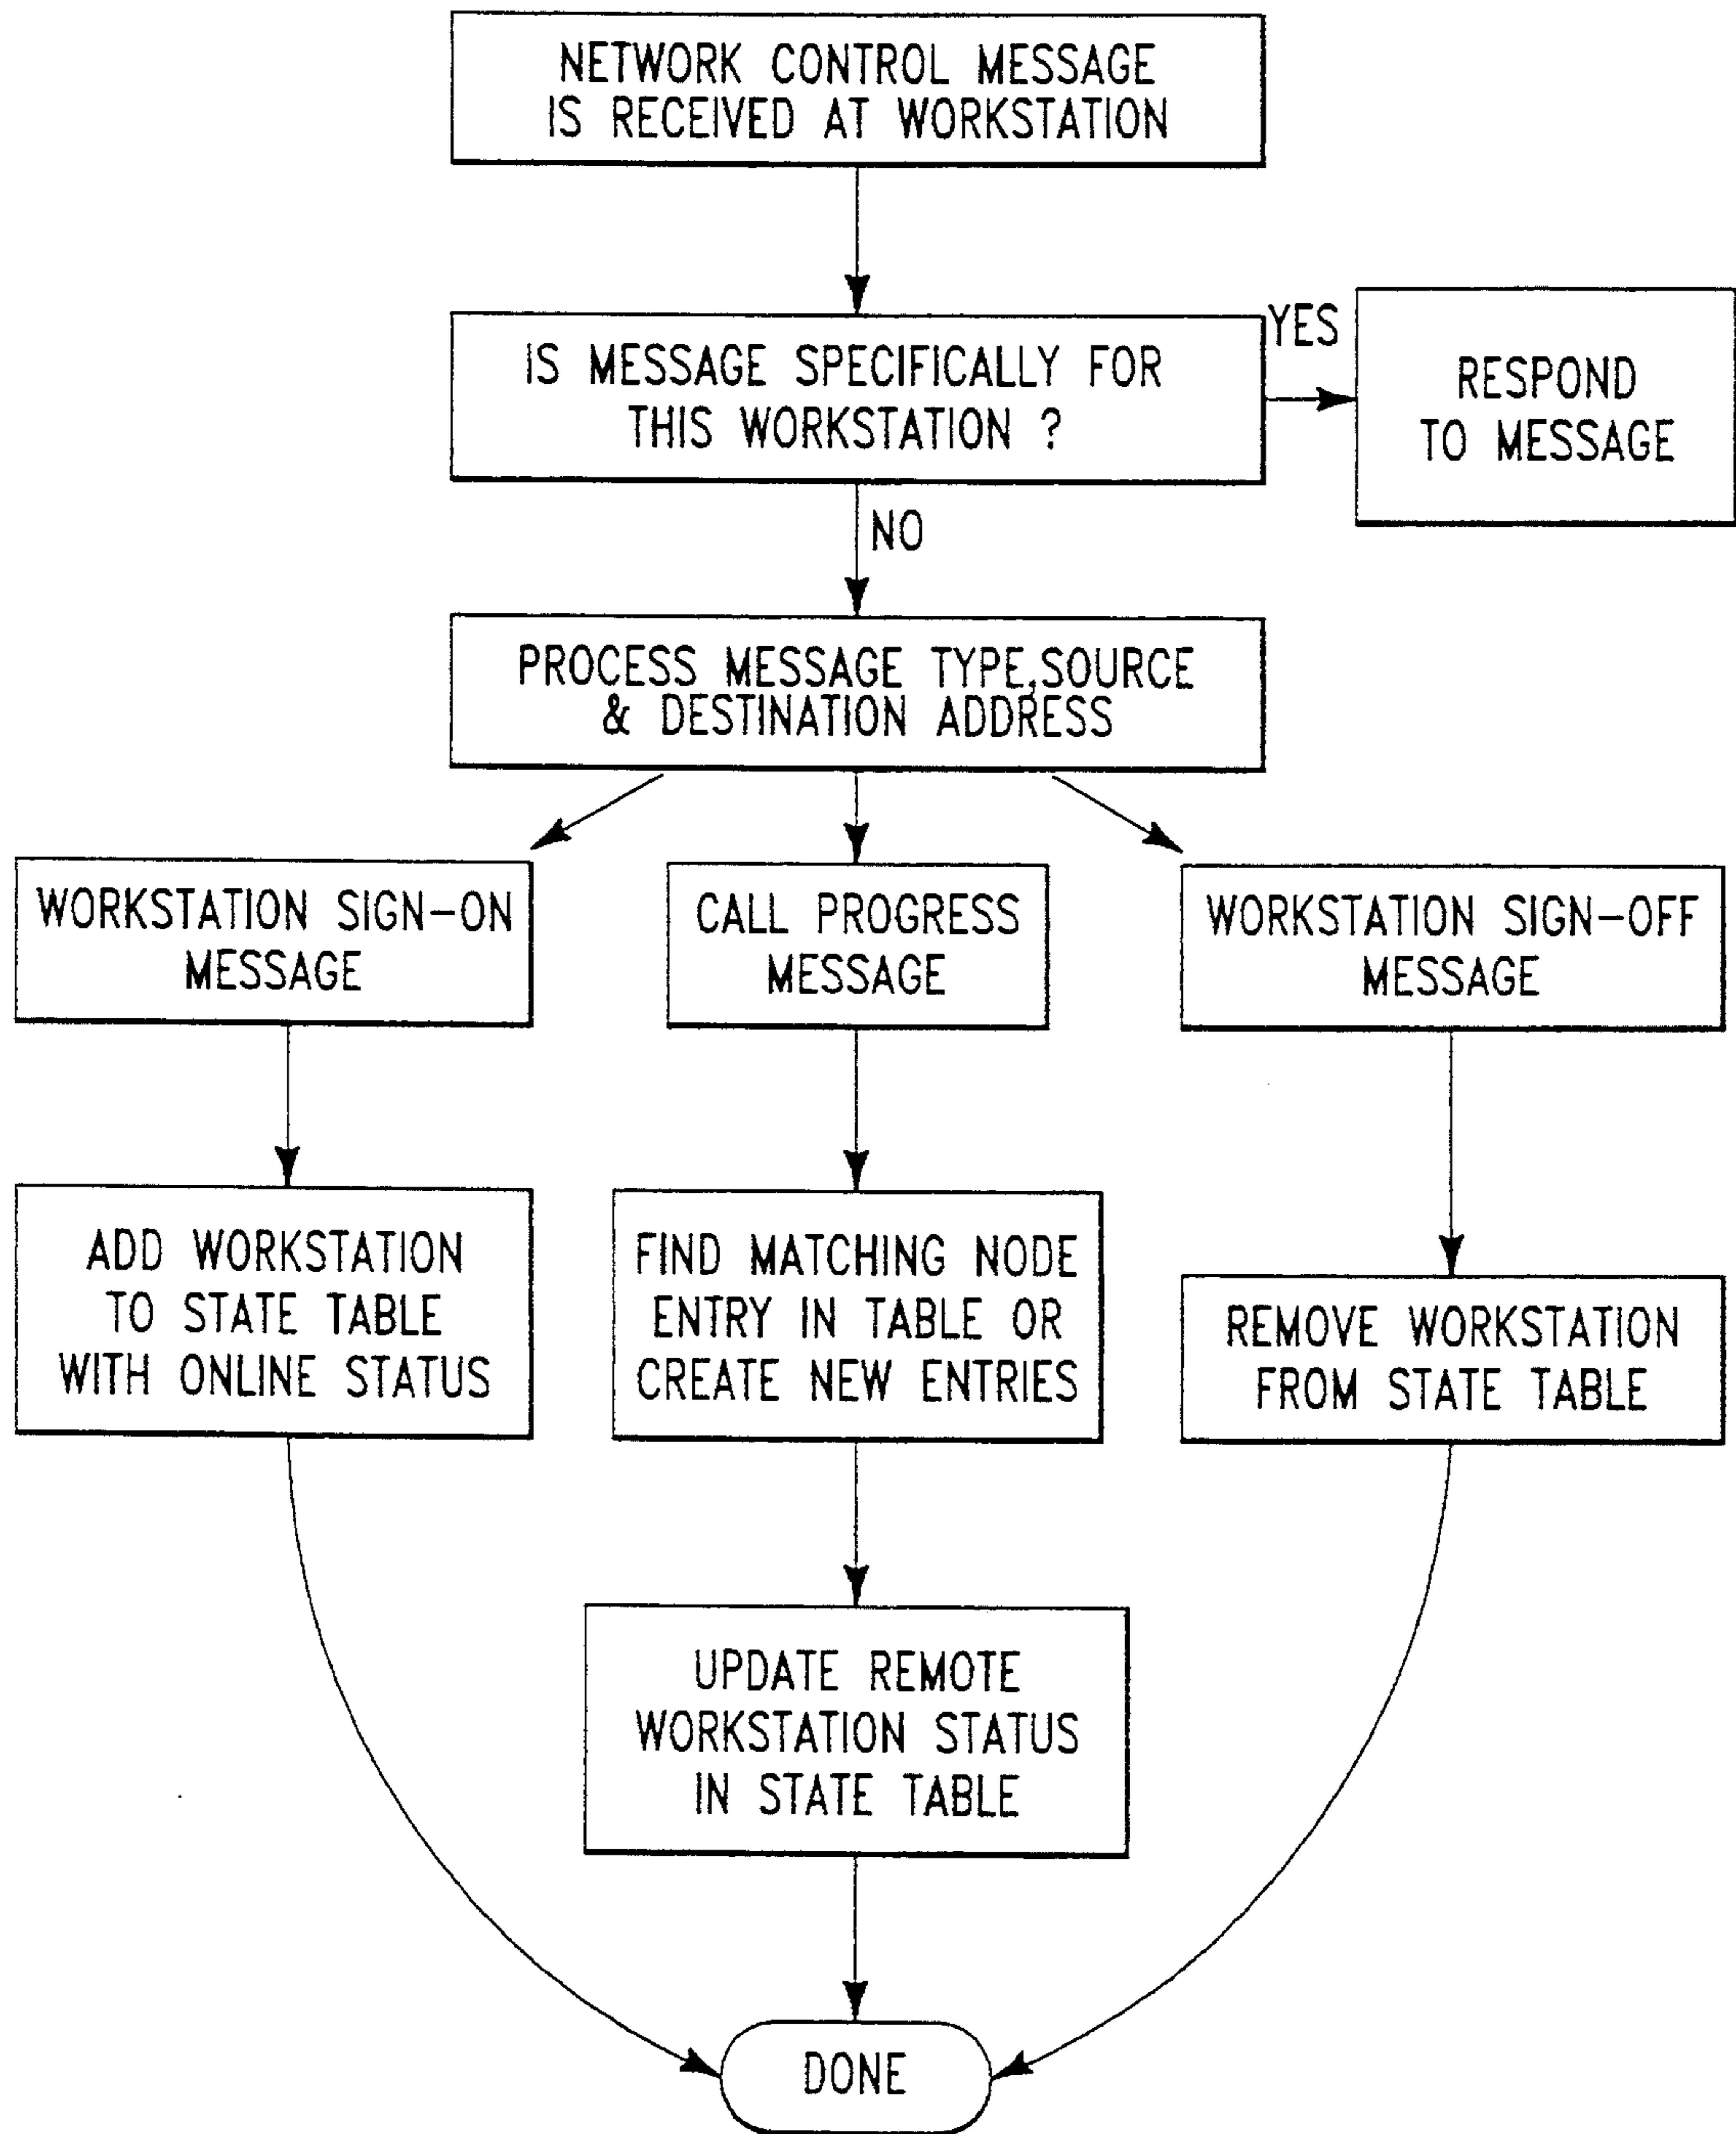 NETWORK CONTROL MESSAGE
IS RECEIVED AT WORKSTATION
IS MESSAGE SPECIFICALLY FOR
THIS WORKSTATION ?
YES
RESPOND
TO MESSAGE
NO
PROCESS MESSAGE TYPE,SOURCE
& DESTINATION ADDRESS
WORKSTATION SIGN-ON
MESSAGE
CALL PROGRESS
MESSAGE
WORKSTATION SIGN-OFF
MESSAGE
ADD WORKSTATION
TO STATE TABLE
WITH ONLINE STATUS
FIND MATCHING NODE
ENTRY IN TABLE OR
CREATE NEW ENTRIES
REMOVE WORKSTATION
FROM STATE TABLE
UPDATE REMOTE
WORKSTATION STATUS
IN STATE TABLE
DONE